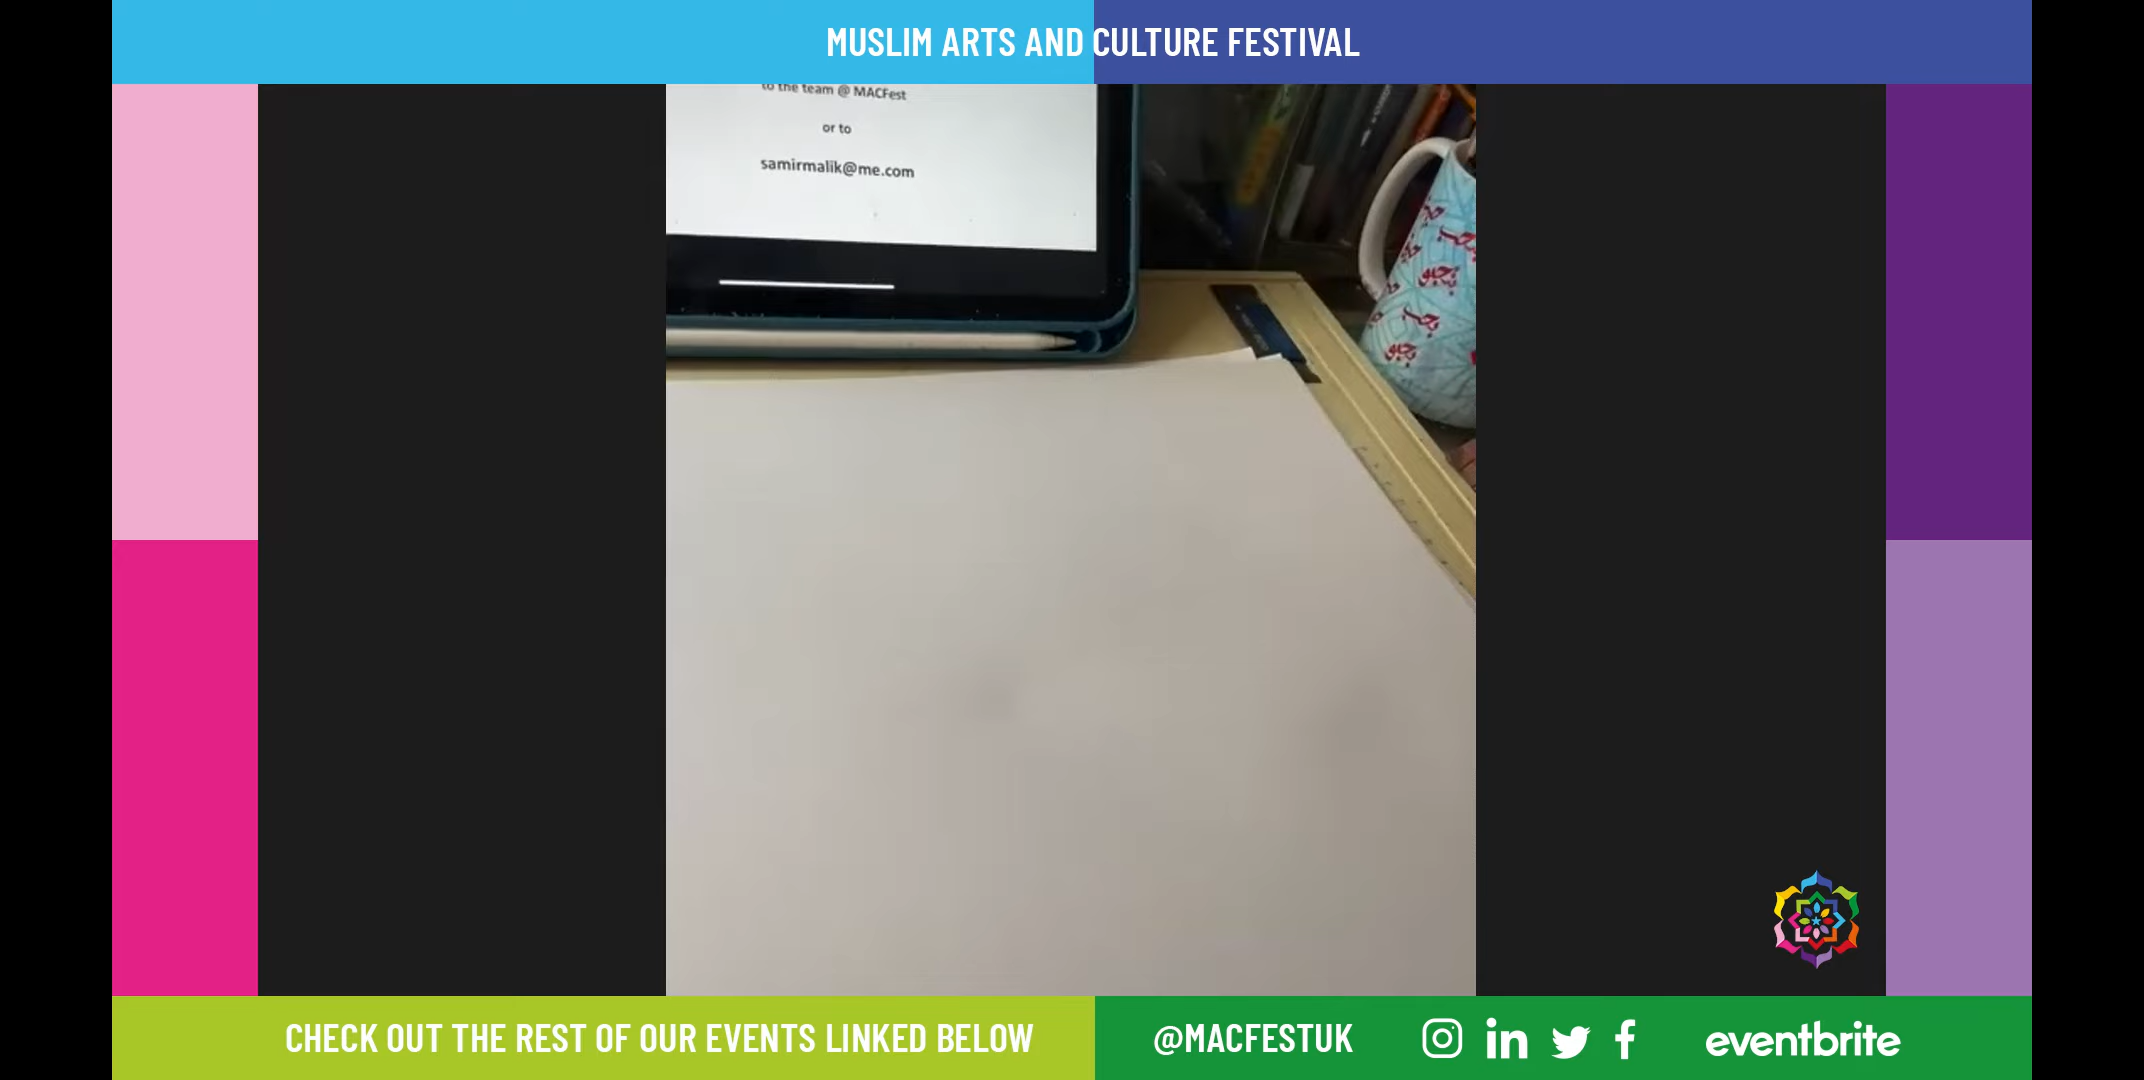 MUSLIM ARTS AND CULTURE FESTIVAL
to the team @ MACFest
or to
samirmalik@me.com
CHECK OUT THE REST OF OUR EVENTS LINKED BELOW
@MACFESTUK
eventbrite